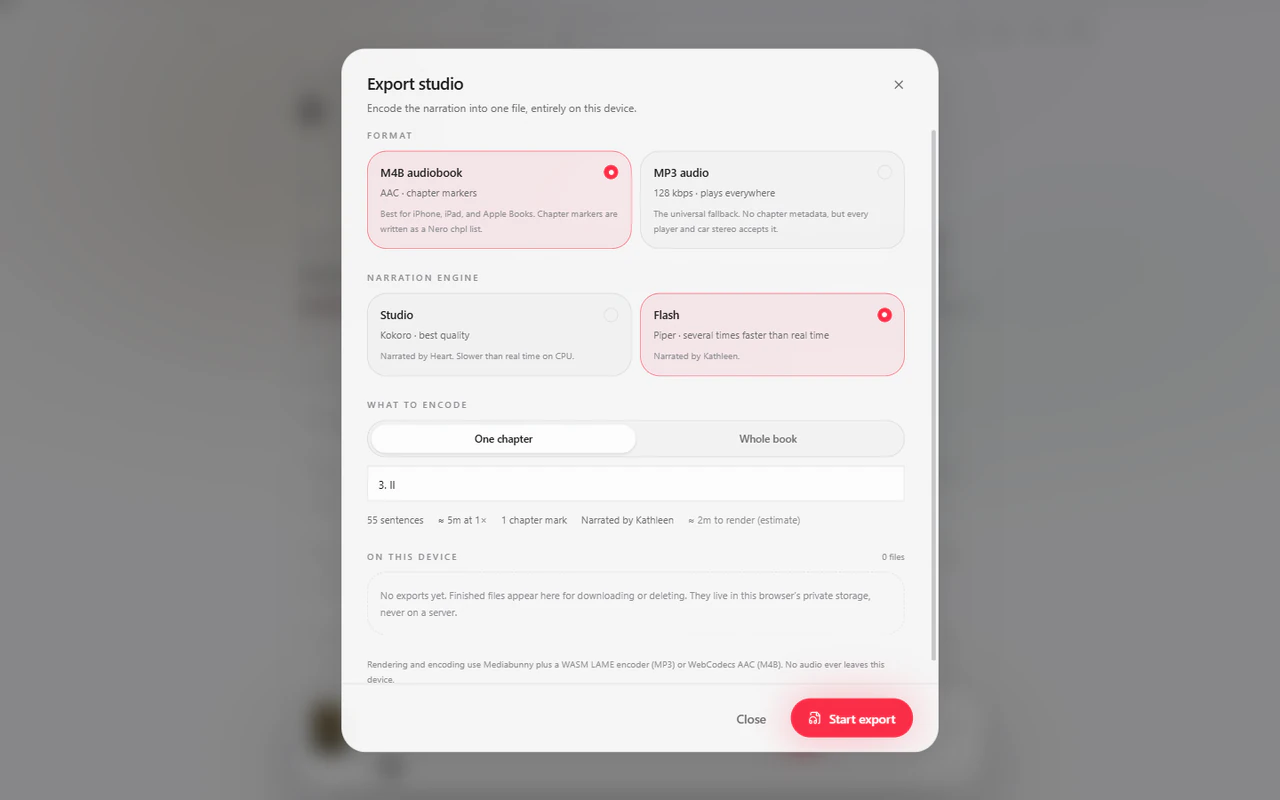 Export studio
Encode the narration into one file, entirely on this device.
FORMAT
M4B audiobook
AAC · chapter markers
Best for iPhone, iPad, and Apple Books. Chapter markers are
written as a Nero chpl list.
MP3 audio
128 kbps · plays everywhere
The universal fallback. No chapter metadata, but every
player and car stereo accepts it.
NARRATION ENGINE
Studio
Kokoro · best quality
Narrated by Heart. Slower than real time on CPU.
Flash
Piper · several times faster than real time
Narrated by Kathleen.
WHAT TO ENCODE
One chapter
Whole book
3. II
55 sentences ≈ 5m at 1× 1 chapter mark Narrated by Kathleen ≈ 2m to render (estimate)
ON THIS DEVICE
0 files
No exports yet. Finished files appear here for downloading or deleting. They live in this browser's private storage,
never on a server.
Rendering and encoding use Mediabunny plus a WASM LAME encoder (MP3) or WebCodecs AAC (M4B). No audio ever leaves this
device.
Close
Start export